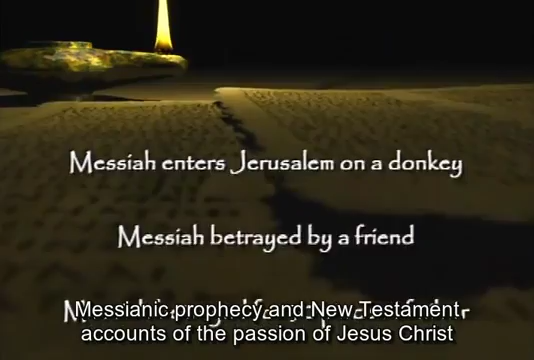 Messiah enters Jerusalem on a donkey
Messiah betrayed by a friend
Messianic prophecy and New Testament
accounts of the passion of Jesus Christ